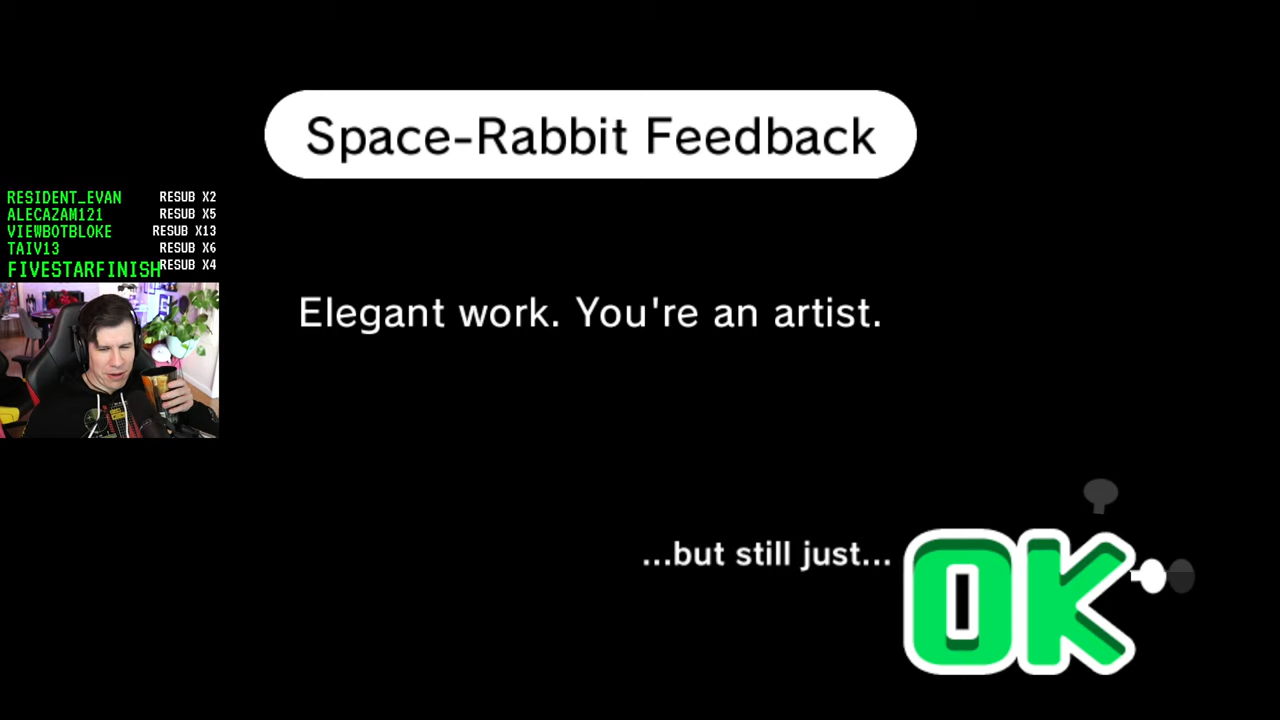 Space-Rabbit Feedback
RESIDENT_EVAN RESUB X2
ALECAZAM121 RESUB X5
VIEWBOTBLOKE RESUB X13
TAIV13 RESUB X6
FIVESTARFINISH RESUB X4
Elegant work. You're an artist.
...but still just... OK